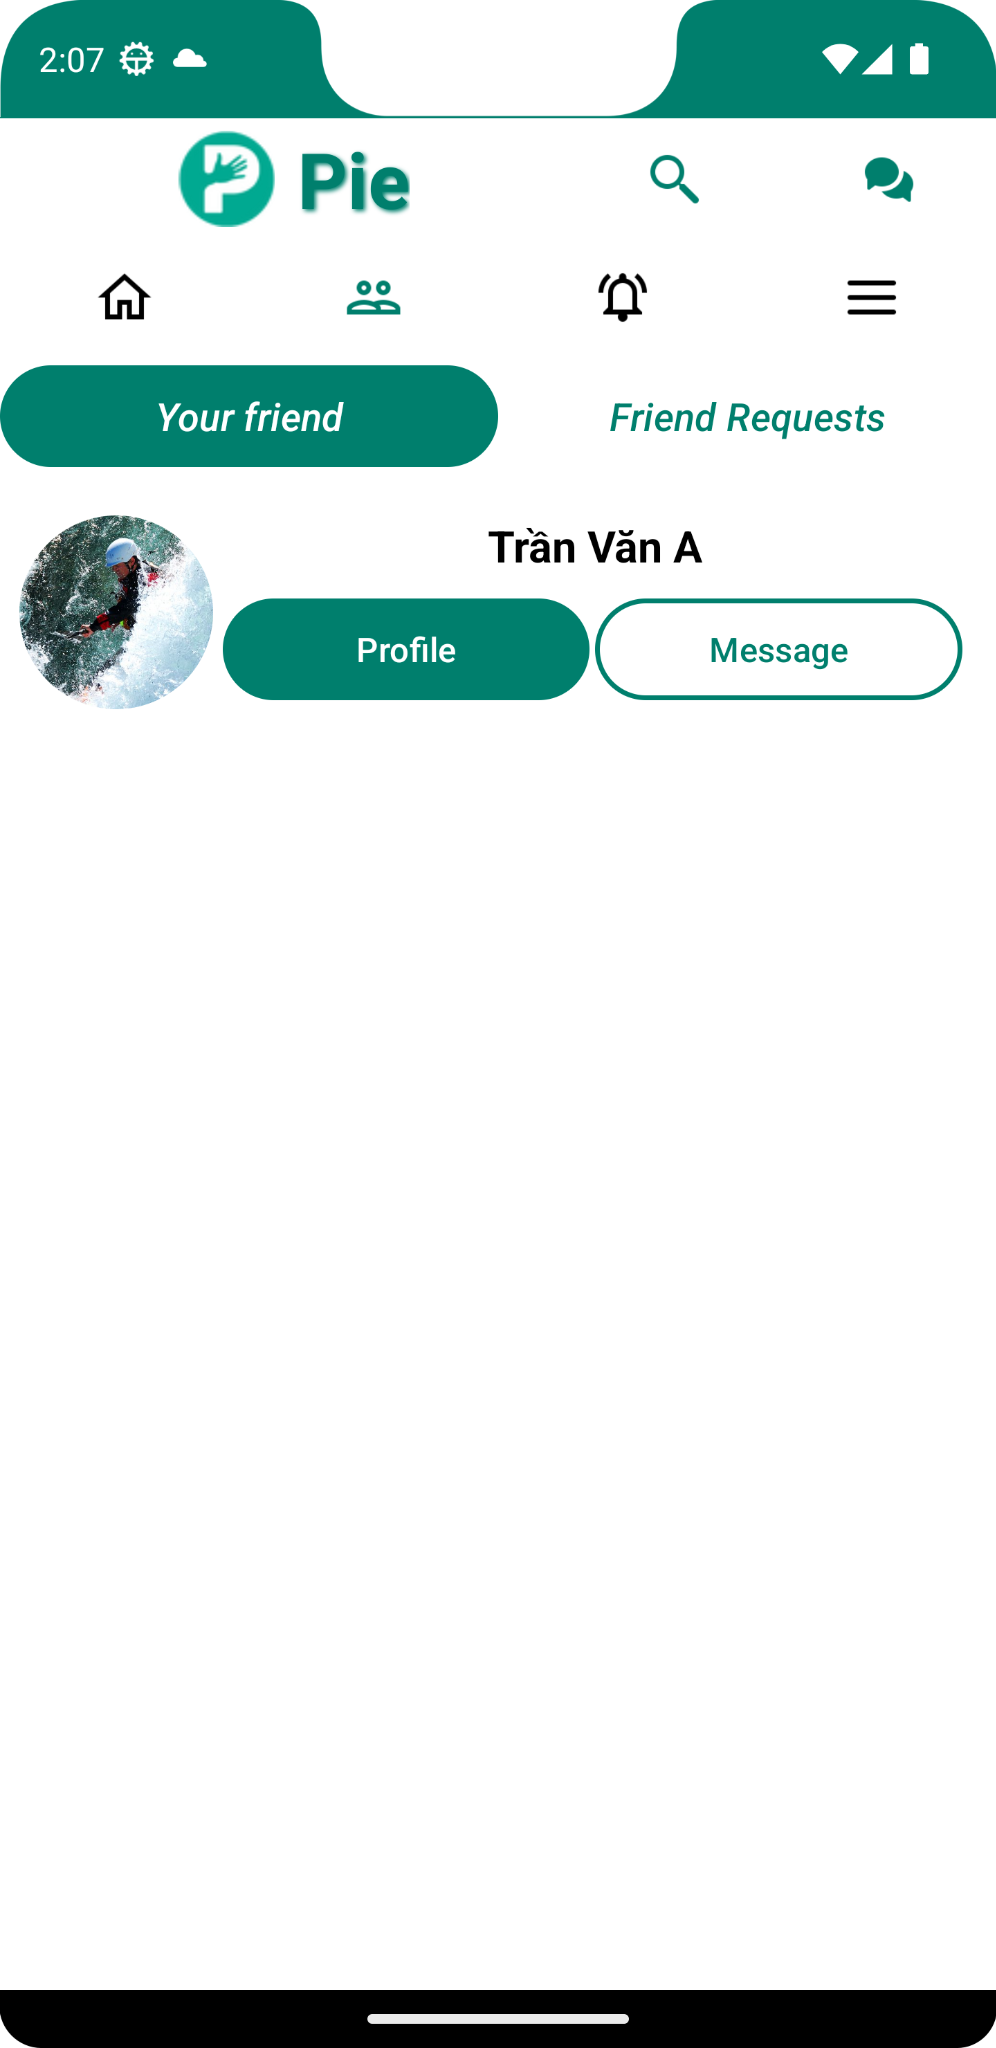 2:07
Pie
Your friend
Friend Requests
Trần Văn A
Profile
Message